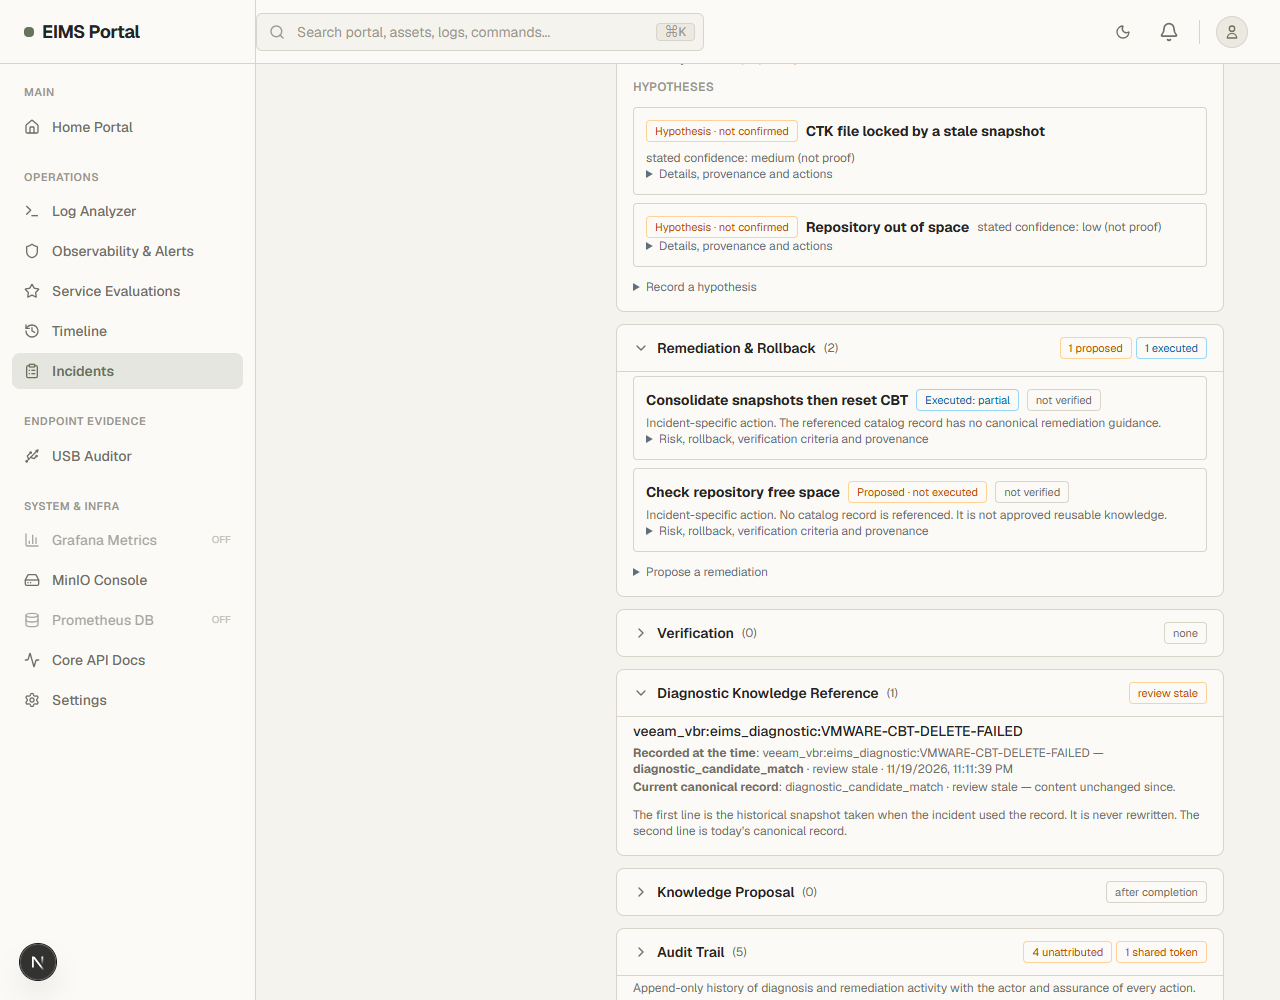 EIMS Portal
Search portal, assets, logs, commands...
⌘K
MAIN
Home Portal
OPERATIONS
Log Analyzer
Observability & Alerts
Service Evaluations
Timeline
Incidents
ENDPOINT EVIDENCE
USB Auditor
SYSTEM & INFRA
Grafana Metrics OFF
MinIO Console
Prometheus DB OFF
Core API Docs
Settings
N
HYPOTHESES
Hypothesis · not confirmed CTK file locked by a stale snapshot
stated confidence: medium (not proof)
Details, provenance and actions
Hypothesis · not confirmed Repository out of space stated confidence: low (not proof)
Details, provenance and actions
Record a hypothesis
Remediation & Rollback (2) 1 proposed 1 executed
Consolidate snapshots then reset CBT Executed: partial not verified
Incident-specific action. The referenced catalog record has no canonical remediation guidance.
Risk, rollback, verification criteria and provenance
Check repository free space Proposed · not executed not verified
Incident-specific action. No catalog record is referenced. It is not approved reusable knowledge.
Risk, rollback, verification criteria and provenance
Propose a remediation
Verification (0) none
Diagnostic Knowledge Reference (1) review stale
veeam_vbr:eims_diagnostic:VMWARE-CBT-DELETE-FAILED
Recorded at the time: veeam_vbr:eims_diagnostic:VMWARE-CBT-DELETE-FAILED —
diagnostic_candidate_match · review stale · 11/19/2026, 11:11:39 PM
Current canonical record: diagnostic_candidate_match · review stale — content unchanged since.
The first line is the historical snapshot taken when the incident used the record. It is never rewritten. The
second line is today's canonical record.
Knowledge Proposal (0) after completion
Audit Trail (5) 4 unattributed 1 shared token
Append-only history of diagnosis and remediation activity with the actor and assurance of every action.